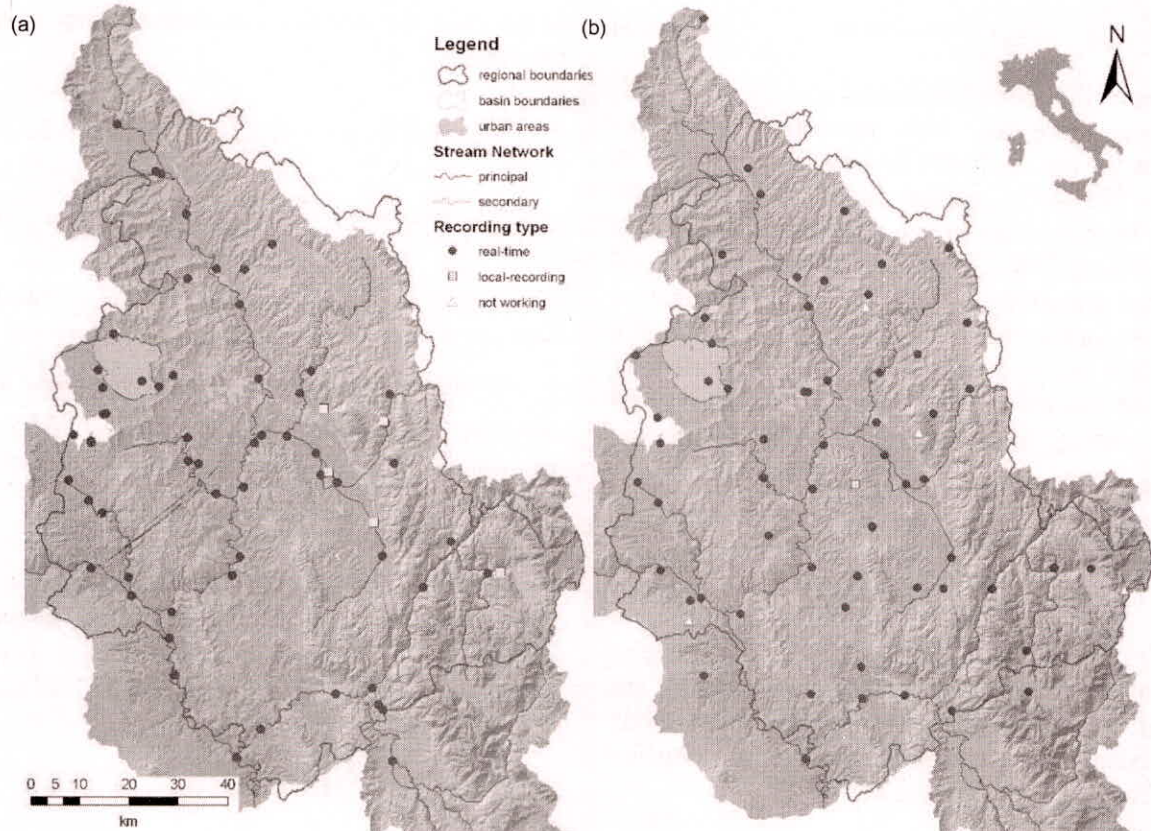 (a)
Legend
regional boundaries
basin boundaries
urban areas
Stream Network
principal
secondary
Recording type
real-time
local-recording
not working
0 5 10 20 30 40
km
(b)
N